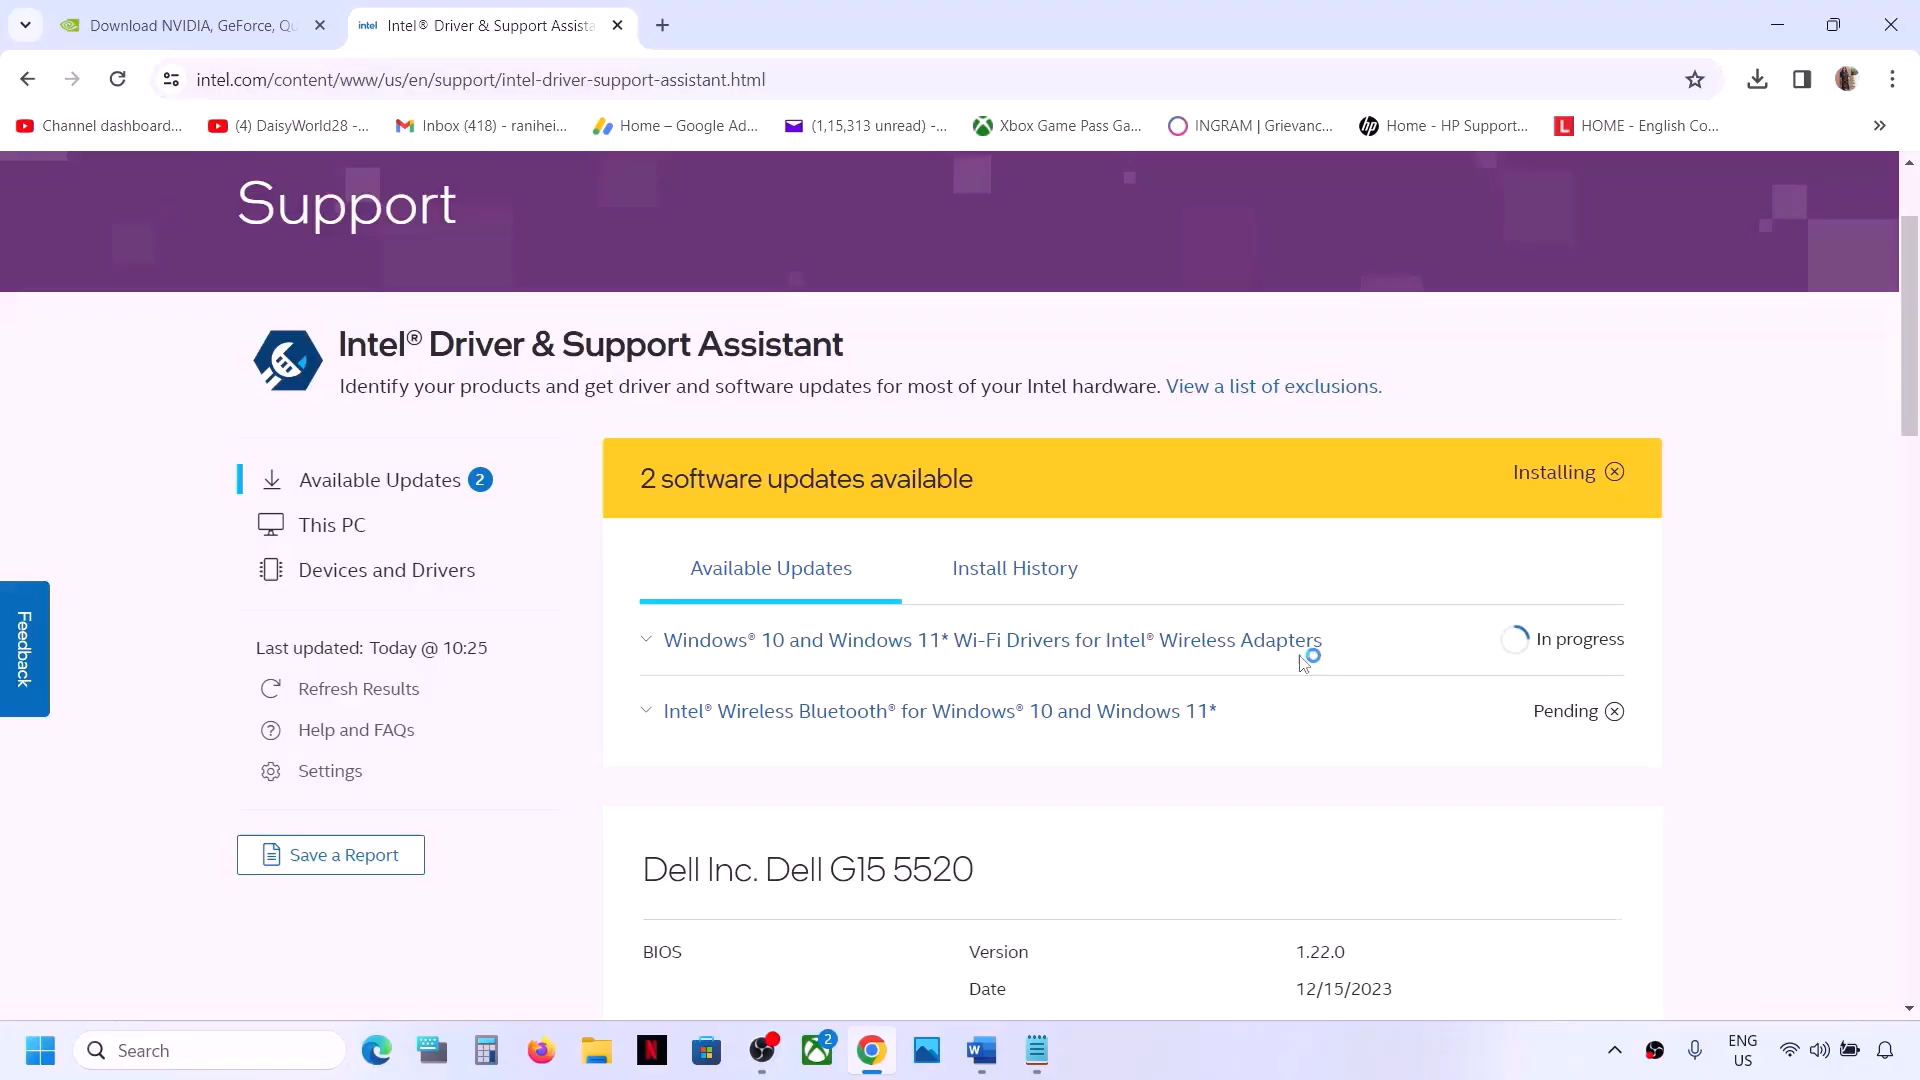 Download NVIDIA, GeForce, Qu
intel Intel® Driver & Support Assista
intel.com/content/www/us/en/support/intel-driver-support-assistant.html
Channel dashboard...
(4) DaisyWorld28 -...
Inbox (418) - ranihei...
Home – Google Ad...
(1,15,313 unread) -...
Xbox Game Pass Ga...
INGRAM | Grievanc...
hp Home - HP Support...
L HOME - English Co...
»
Support
Intel® Driver & Support Assistant
Identify your products and get driver and software updates for most of your Intel hardware. View a list of exclusions.
Available Updates 2
This PC
Devices and Drivers
Last updated: Today @ 10:25
Refresh Results
Help and FAQs
Settings
Save a Report
Feedback
2 software updates available
Installing
Available Updates
Install History
Windows® 10 and Windows 11* Wi-Fi Drivers for Intel® Wireless Adapters
In progress
Intel® Wireless Bluetooth® for Windows® 10 and Windows 11*
Pending
Dell Inc. Dell G15 5520
BIOS Version 1.22.0
Date 12/15/2023
Search
N
2
W
ENG
US